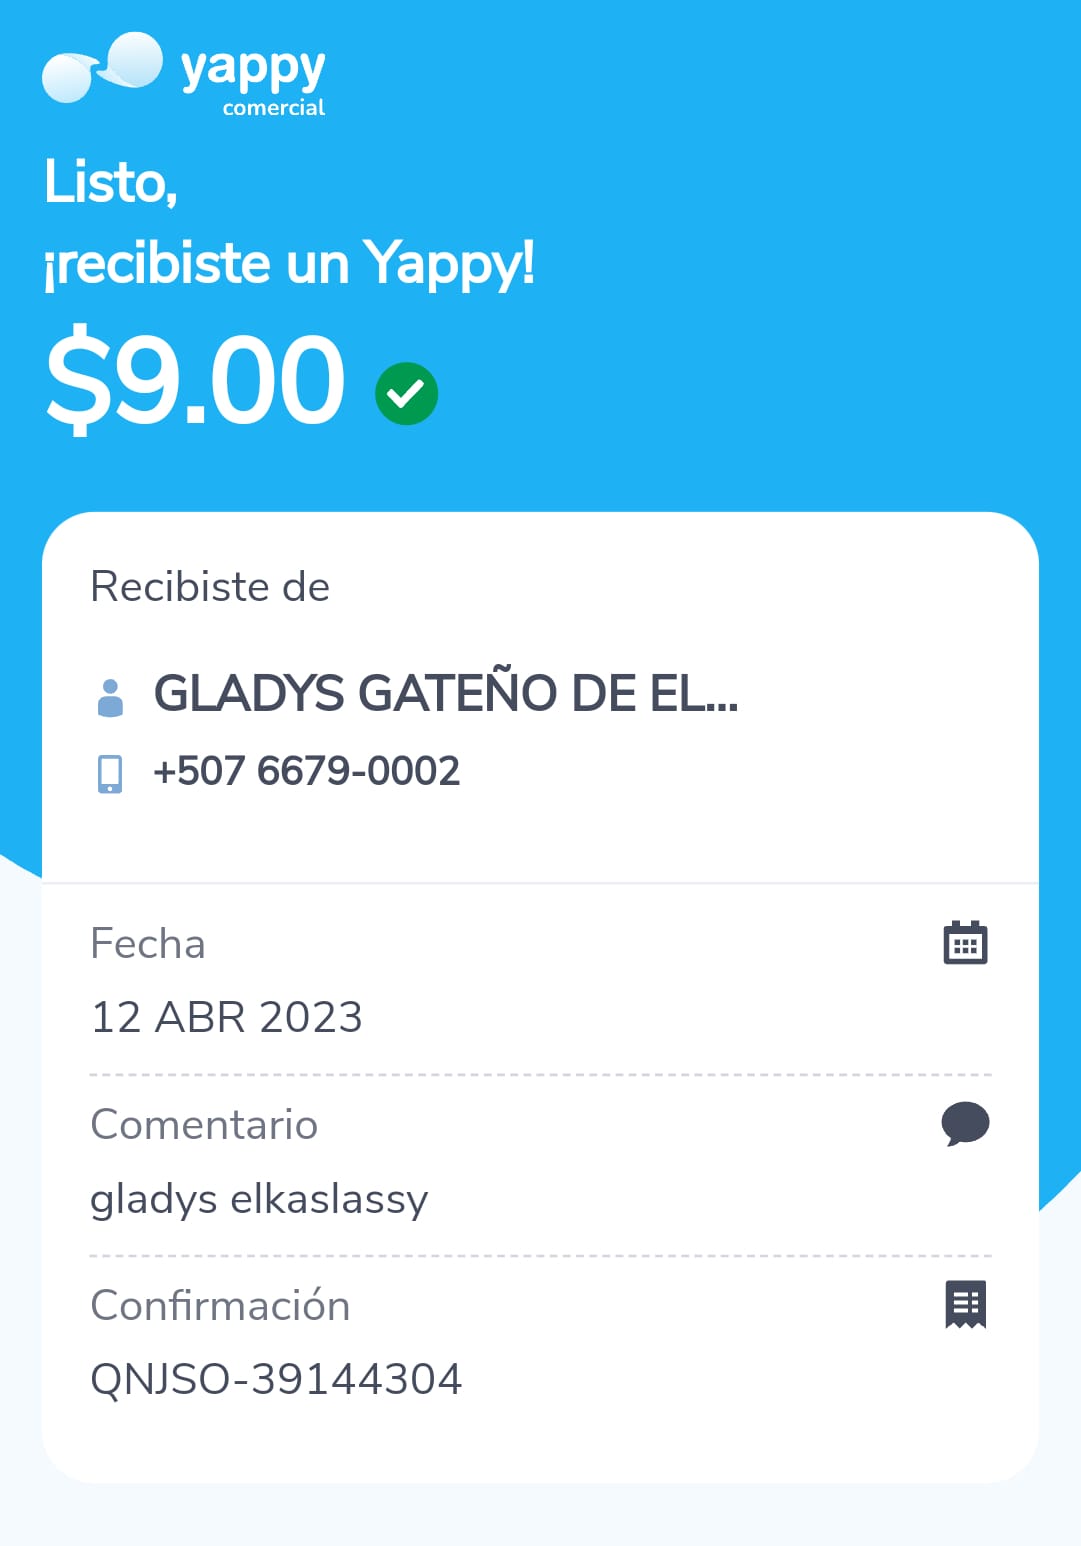 yappy
comercial
Listo,
¡recibiste un Yappy!
$9.00
Recibiste de
GLADYS GATEÑO DE EL...
+507 6679-0002
Fecha
12 ABR 2023
Comentario
gladys elkaslassy
Confirmación
QNJSO-39144304